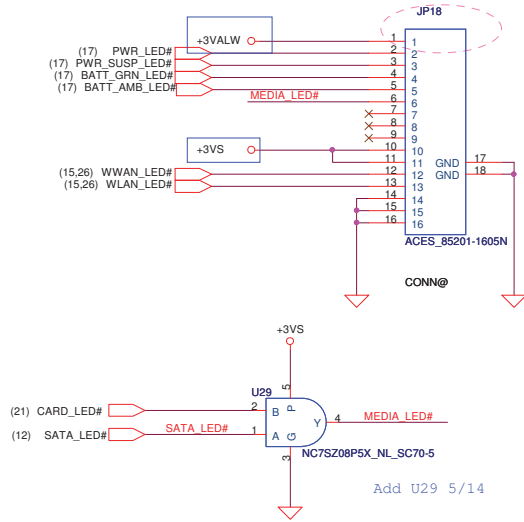 JP18
+3VALW 1 1
(17) PWR_LED# 2 2
(17) PWR_SUSP_LED# 3 3
(17) BATT_GRN_LED# 4 4
(17) BATT_AMB_LED# 5 5
MEDIA_LED# 6 6
7 7
8 8
9 9
+3VS 10 10
11 11 GND 17
(15,26) WWAN_LED# 12 12 GND 18
(15,26) WLAN_LED# 13 13
14 14
15 15
16 16
ACES_85201-1605N
CONN@
+3VS
U29
5
P
(21) CARD_LED# 2 B
Y 4 MEDIA_LED#
(12) SATA_LED# SATA_LED# 1 A
G
3
NC7SZ08P5X_NL_SC70-5
Add U29 5/14